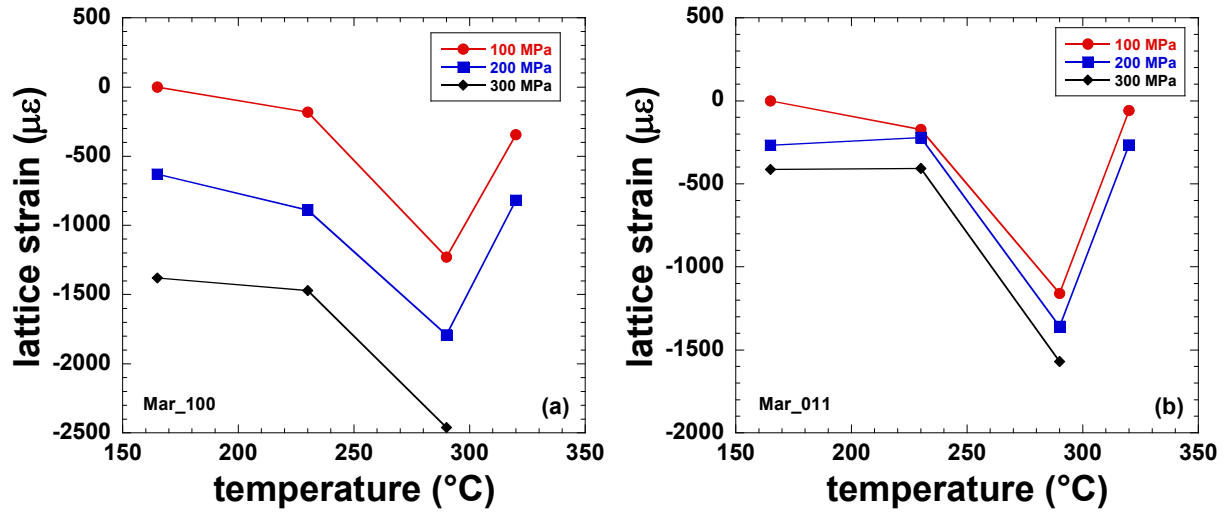 500
0
-500
-1000
-1500
-2000
-2500
lattice strain (με)
100 MPa
200 MPa
300 MPa
Mar_100
(a)
150 200 250 300 350
temperature (°C)
500
0
-500
-1000
-1500
-2000
lattice strain (με)
100 MPa
200 MPa
300 MPa
Mar_011
(b)
150 200 250 300 350
temperature (°C)